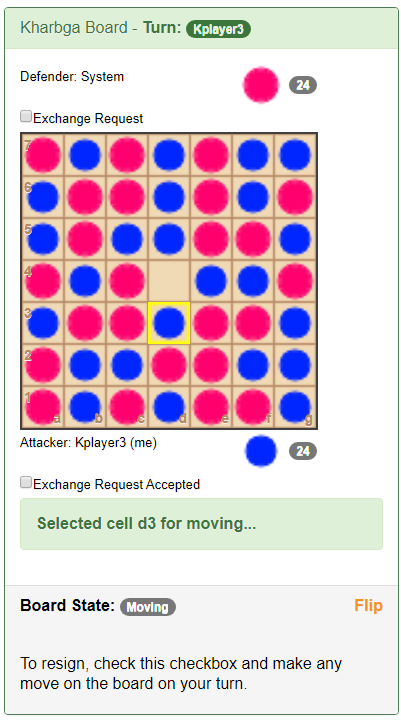 Kharbga Board - Turn: Kplayer3
Defender: System
24
Exchange Request
7
6
5
4
3
2
1
a b c d e f g
Attacker: Kplayer3 (me)
24
Exchange Request Accepted
Selected cell d3 for moving...
Board State: Moving
Flip
To resign, check this checkbox and make any
move on the board on your turn.